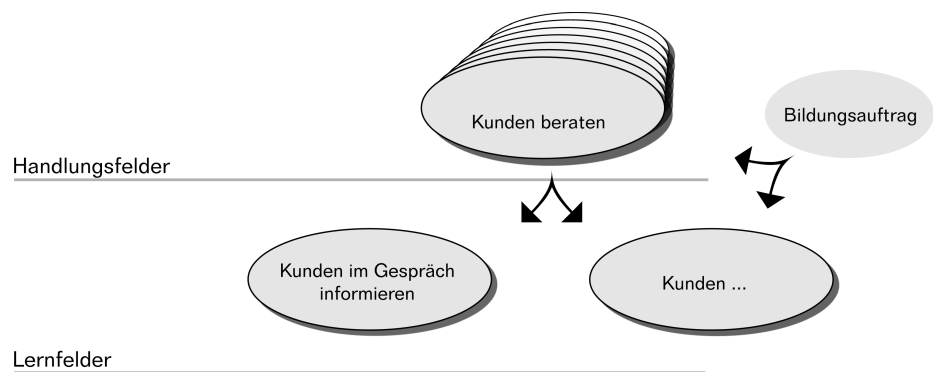 Kunden beraten
Bildungsauftrag
Handlungsfelder
Kunden im Gespräch
informieren
Kunden ...
Lernfelder